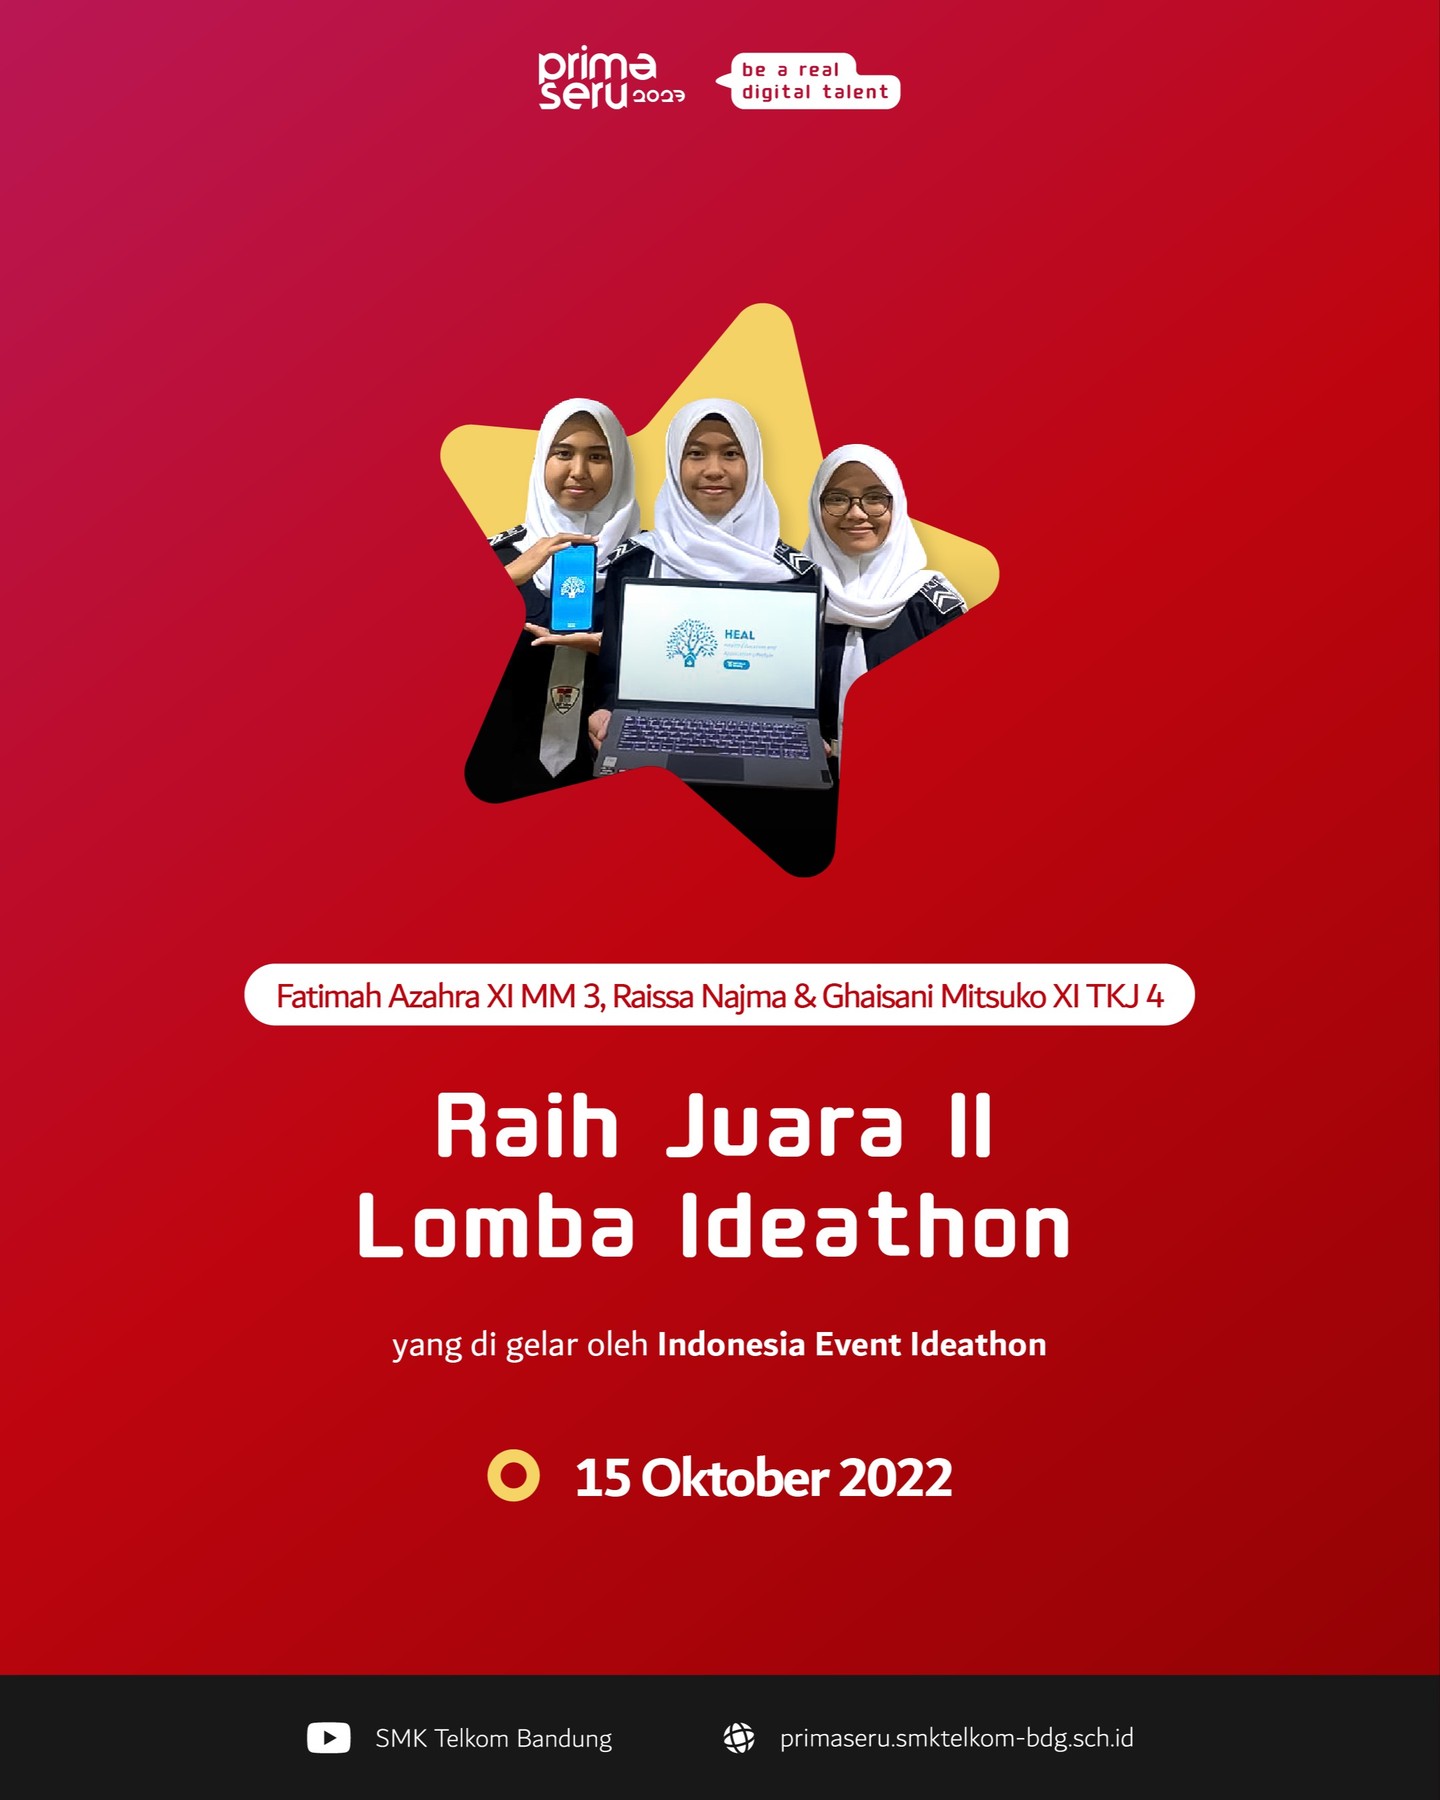 prima
seru 2023
be a real
digital talent
HEAL
Fatimah Azahra XI MM 3, Raissa Najma & Ghaisani Mitsuko XI TKJ 4
Raih Juara II
Lomba Ideathon
yang di gelar oleh Indonesia Event Ideathon
15 Oktober 2022
SMK Telkom Bandung
primaseru.smktelkom-bdg.sch.id